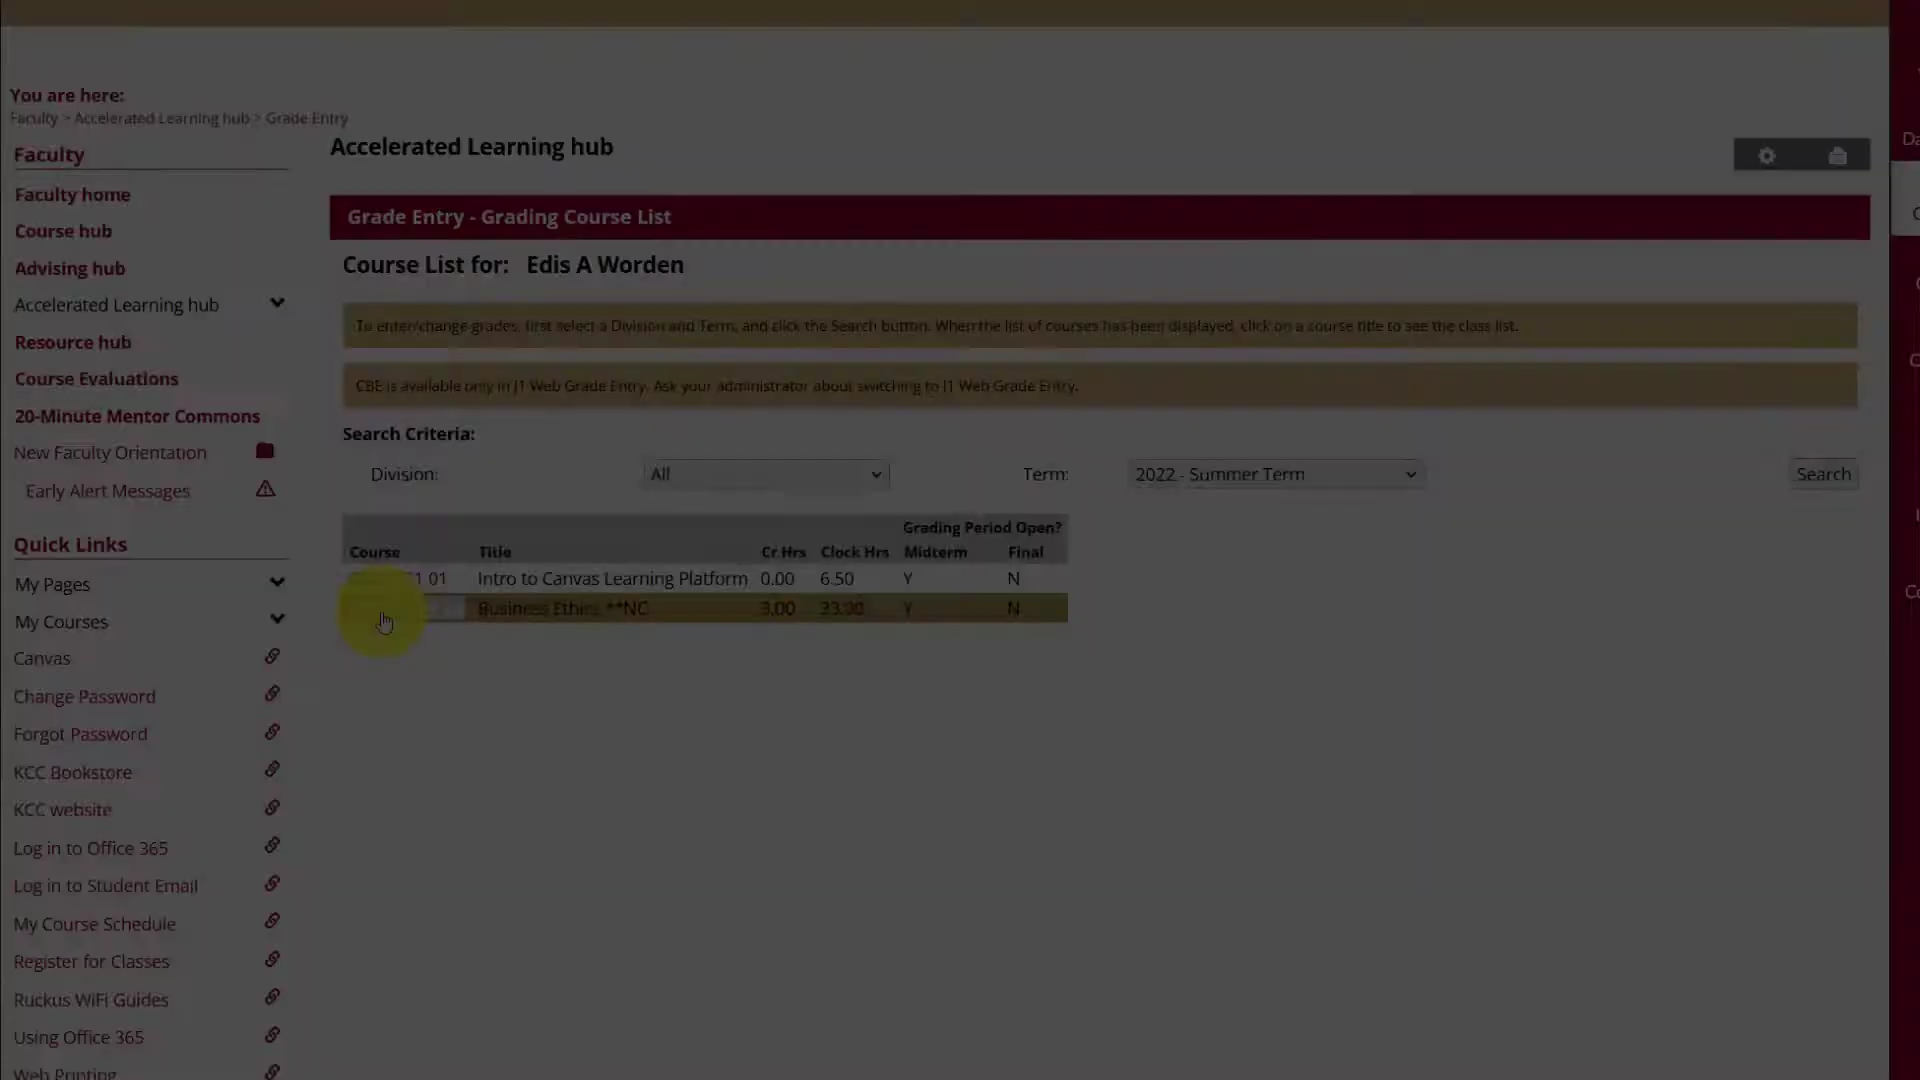 You are here:
Faculty > Accelerated Learning hub > Grade Entry
Faculty
Faculty home
Course hub
Advising hub
Accelerated Learning hub
Resource hub
Course Evaluations
20-Minute Mentor Commons
New Faculty Orientation
Early Alert Messages
Quick Links
My Pages
My Courses
Canvas
Change Password
Forgot Password
KCC Bookstore
KCC website
Log in to Office 365
Log in to Student Email
My Course Schedule
Register for Classes
Ruckus WiFi Guides
Using Office 365
Web Printing
Accelerated Learning hub
Grade Entry - Grading Course List
Course List for: Edis A Worden
To enter/change grades, first select a Division and Term, and click the Search button. When the list of courses has been displayed, click on a course title to see the class list.
CBE is available only in J1 Web Grade Entry. Ask your administrator about switching to J1 Web Grade Entry.
Search Criteria:
Division: All Term: 2022 - Summer Term Search
Grading Period Open?
Course Title Cr.Hrs Clock Hrs Midterm Final
01 Intro to Canvas Learning Platform 0.00 6.50 Y N
Business Ethics **NC 3.00 33.00 Y N